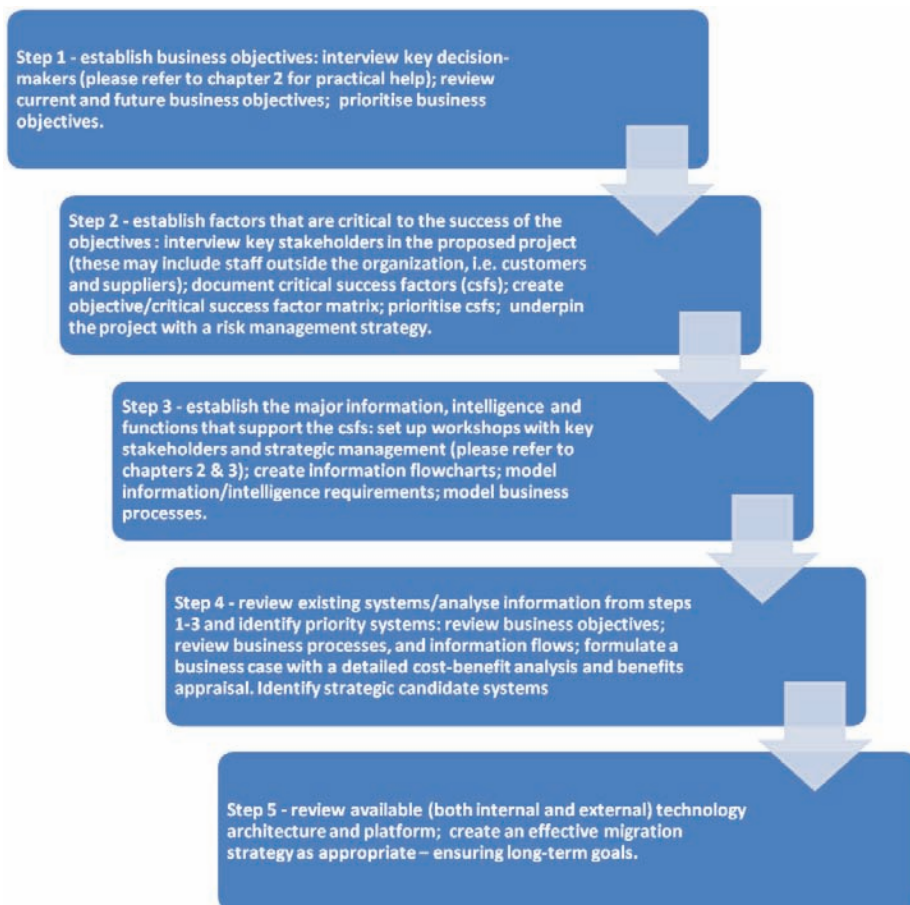 Step 1 - establish business objectives: interview key decision-
makers (please refer to chapter 2 for practical help); review
current and future business objectives;  prioritise business
objectives.
Step 2 - establish factors that are critical to the success of the
objectives : interview key stakeholders in the proposed project
(these may include staff outside the organization, i.e. customers
and suppliers); document critical success factors (csfs); create
objective/critical success factor matrix; prioritise csfs;  underpin
the project with a risk management strategy.
Step 3 - establish the major information, intelligence and
functions that support the csfs: set up workshops with key
stakeholders and strategic management (please refer to
chapters 2 & 3); create information flowcharts; model
information/intelligence requirements; model business
processes.
Step 4 - review existing systems/analyse information from steps
1-3 and identify priority systems: review business objectives;
review business processes, and information flows; formulate a
business case with a detailed cost-benefit analysis and benefits
appraisal. Identify strategic candidate systems
Step 5 - review available (both internal and external) technology
architecture and platform;  create an effective migration
strategy as appropriate – ensuring long-term goals.